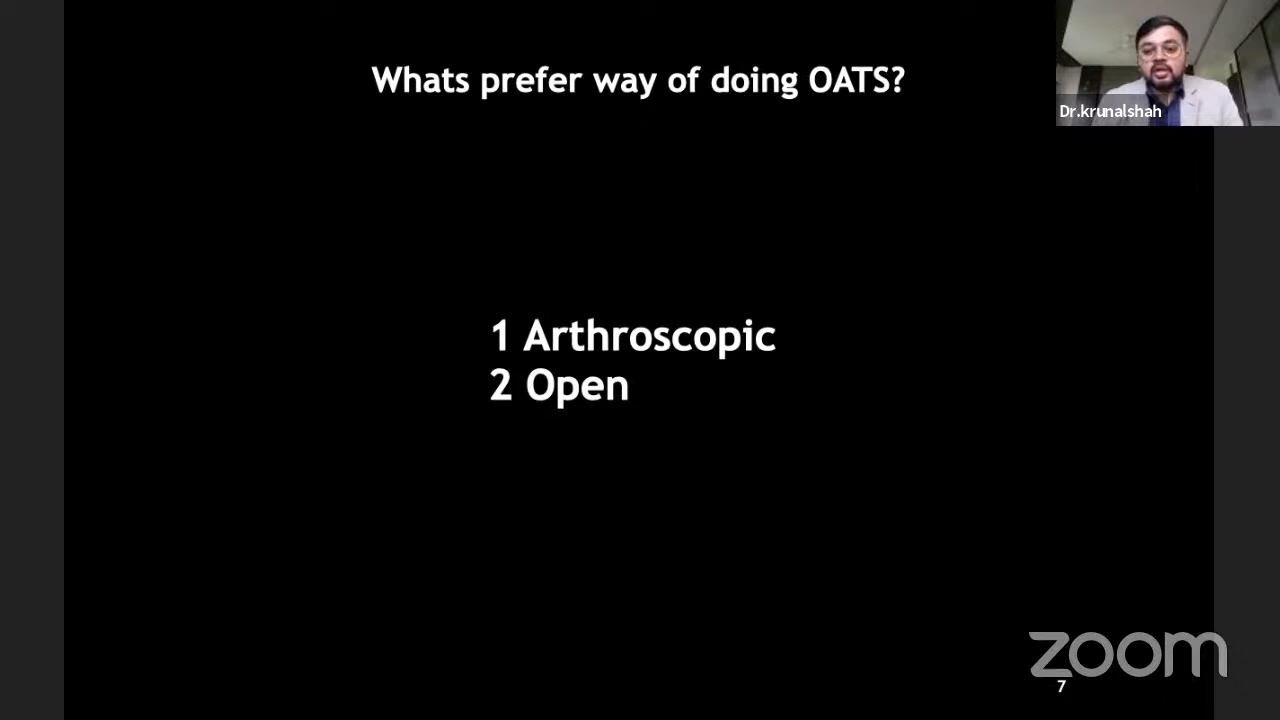 Whats prefer way of doing OATS?
Dr.krunalshah
1 Arthroscopic
2 Open
zoom
7